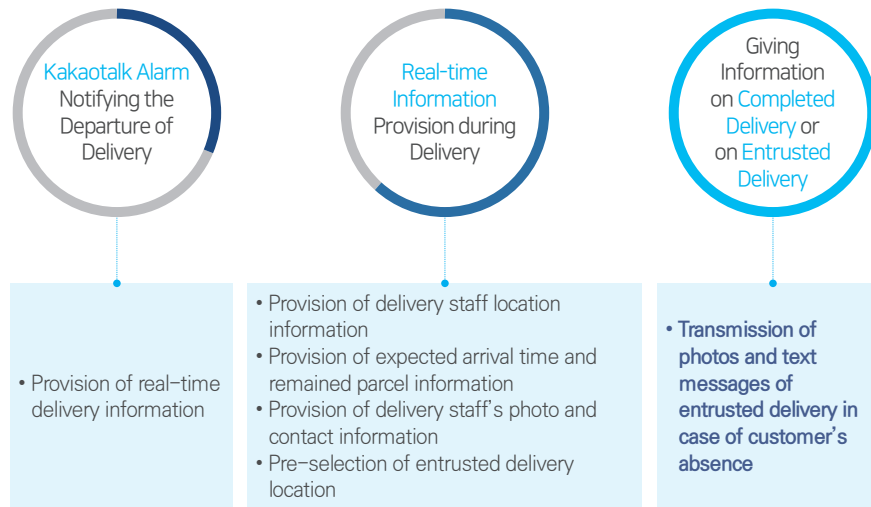 Kakaotalk Alarm
Notifying the
Departure of
Delivery
Real-time
Information
Provision during
Delivery
Giving
Information
on Completed
Delivery or
on Entrusted
Delivery
• Provision of real-time
delivery information
• Provision of delivery staff location
information
• Provision of expected arrival time and
remained parcel information
• Provision of delivery staff's photo and
contact information
• Pre-selection of entrusted delivery
location
• Transmission of
photos and text
messages of
entrusted delivery in
case of customer's
absence